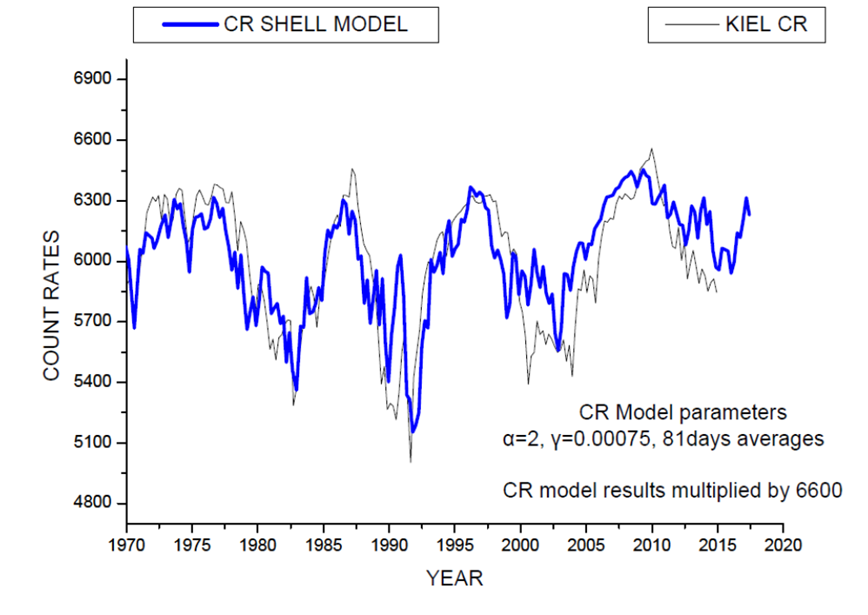 CR SHELL MODEL
KIEL CR
6900
6600
6300
6000
5700
5400
5100
4800
COUNT RATES
CR Model parameters
α=2, γ=0.00075, 81days averages
CR model results multiplied by 6600
1970 1975 1980 1985 1990 1995 2000 2005 2010 2015 2020
YEAR